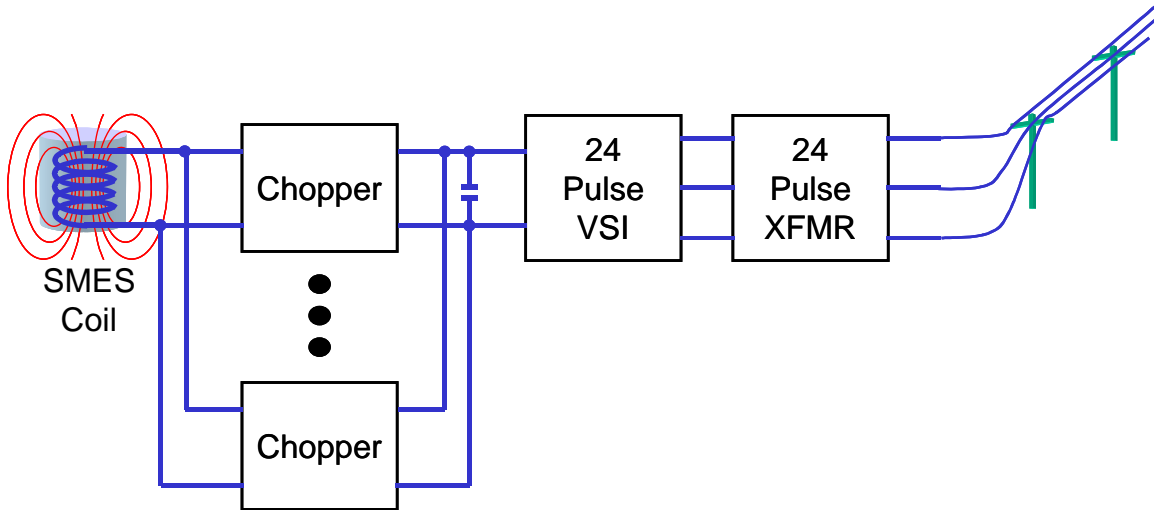 SMES
Coil
Chopper
Chopper
24
Pulse
VSI
24
Pulse
XFMR